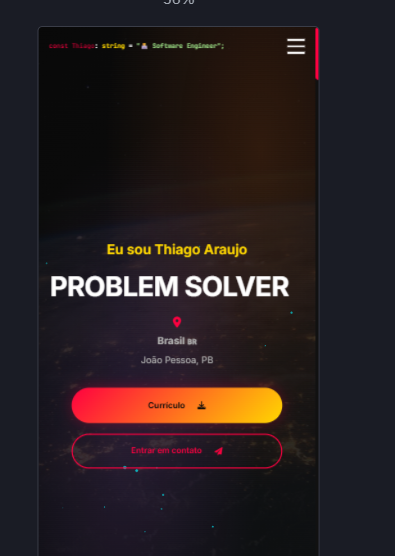 50%
const Thiago: string = "👨🏻‍💻 Software Engineer";
Eu sou Thiago Araujo
PROBLEM SOLVER
Brasil BR
João Pessoa, PB
Currículo
Entrar em contato